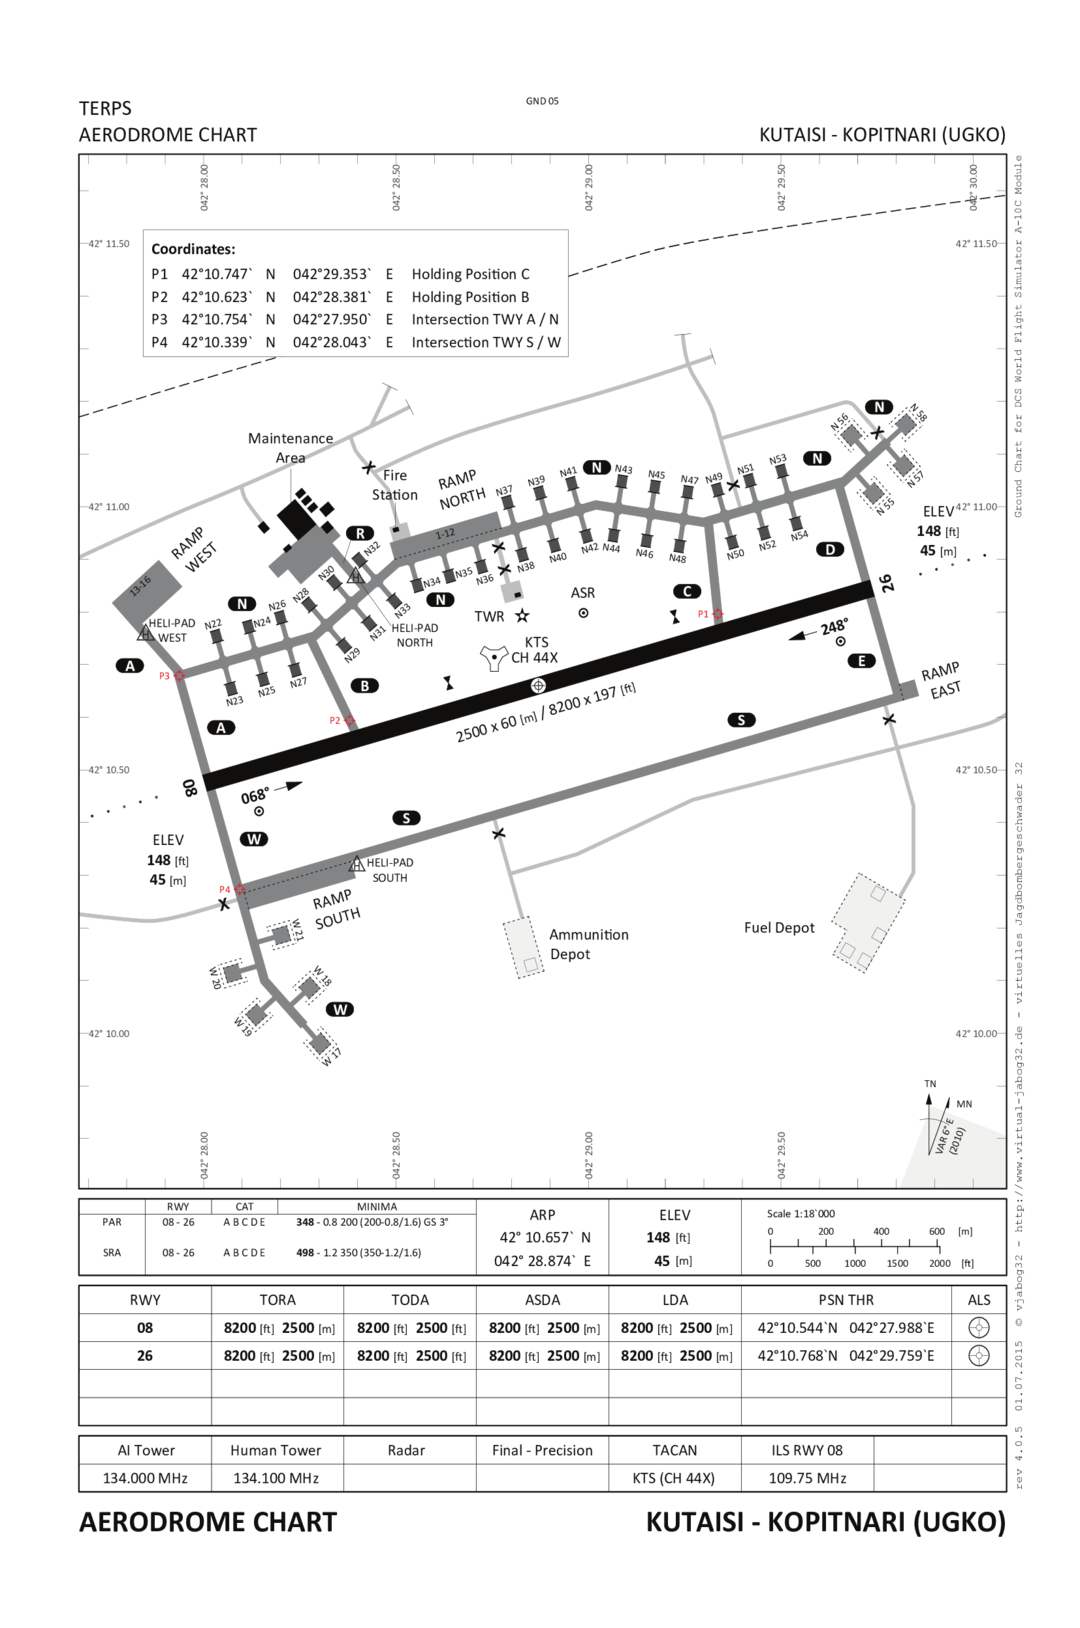 TERPS
GND 05
AERODROME CHART
KUTAISI - KOPITNARI (UGKO)
042° 28.00
042° 28.50
042° 29.00
042° 29.50
042° 30.00
42° 11.50
42° 11.50
Coordinates:
P1 42°10.747` N 042°29.353` E Holding Position C
P2 42°10.623` N 042°28.381` E Holding Position B
P3 42°10.754` N 042°27.950` E Intersection TWY A / N
P4 42°10.339` N 042°28.043` E Intersection TWY S / W
Maintenance
Area
Fire
Station
RAMP
NORTH
1-12
RAMP
WEST
13-16
HELI-PAD
WEST
HELI-PAD
NORTH
42° 11.00
42° 11.00
N
N
N
N
N
R
N22
N23
N24
N25
N26
N27
N28
N29
N30
N31
N32
N33
N34
N35
N36
N37
N38
N39
N40
N41
N42
N43
N44
N45
N46
N47
N48
N49
N50
N51
N52
N53
N54
N 55
N 56
N 57
N 58
ELEV
148 [ft]
45 [m]
D
C
P1
26
ASR
TWR
KTS
CH 44X
248°
E
RAMP
EAST
A
P3
A
B
P2
2500 x 60 [m] / 8200 x 197 [ft]
S
42° 10.50
42° 10.50
08
068°
S
W
ELEV
148 [ft]
45 [m]
P4
HELI-PAD
SOUTH
RAMP
SOUTH
W 21
W 20
W 18
W 19
W 17
W
Ammunition
Depot
Fuel Depot
42° 10.00
42° 10.00
TN
MN
VAR 6° E
(2010)
042° 28.00
042° 28.50
042° 29.00
042° 29.50
Ground Chart for DCS World Flight Simulator A-10C Module
rev 4.0.5 01.07.2015 © vjabog32 - http://www.virtual-jabog32.de - virtuelles Jagdbombergeschwader 32
RWY CAT MINIMA
PAR 08 - 26 A B C D E 348 - 0.8 200 (200-0.8/1.6) GS 3°
SRA 08 - 26 A B C D E 498 - 1.2 350 (350-1.2/1.6)
ARP
42° 10.657` N
042° 28.874` E
ELEV
148 [ft]
45 [m]
Scale 1:18`000
0 200 400 600 [m]
0 500 1000 1500 2000 [ft]
RWY TORA TODA ASDA LDA PSN THR ALS
08 8200 [ft] 2500 [m] 8200 [ft] 2500 [ft] 8200 [ft] 2500 [m] 8200 [ft] 2500 [m] 42°10.544`N 042°27.988`E
26 8200 [ft] 2500 [m] 8200 [ft] 2500 [ft] 8200 [ft] 2500 [m] 8200 [ft] 2500 [m] 42°10.768`N 042°29.759`E
AI Tower Human Tower Radar Final - Precision TACAN ILS RWY 08
134.000 MHz 134.100 MHz KTS (CH 44X) 109.75 MHz
AERODROME CHART
KUTAISI - KOPITNARI (UGKO)